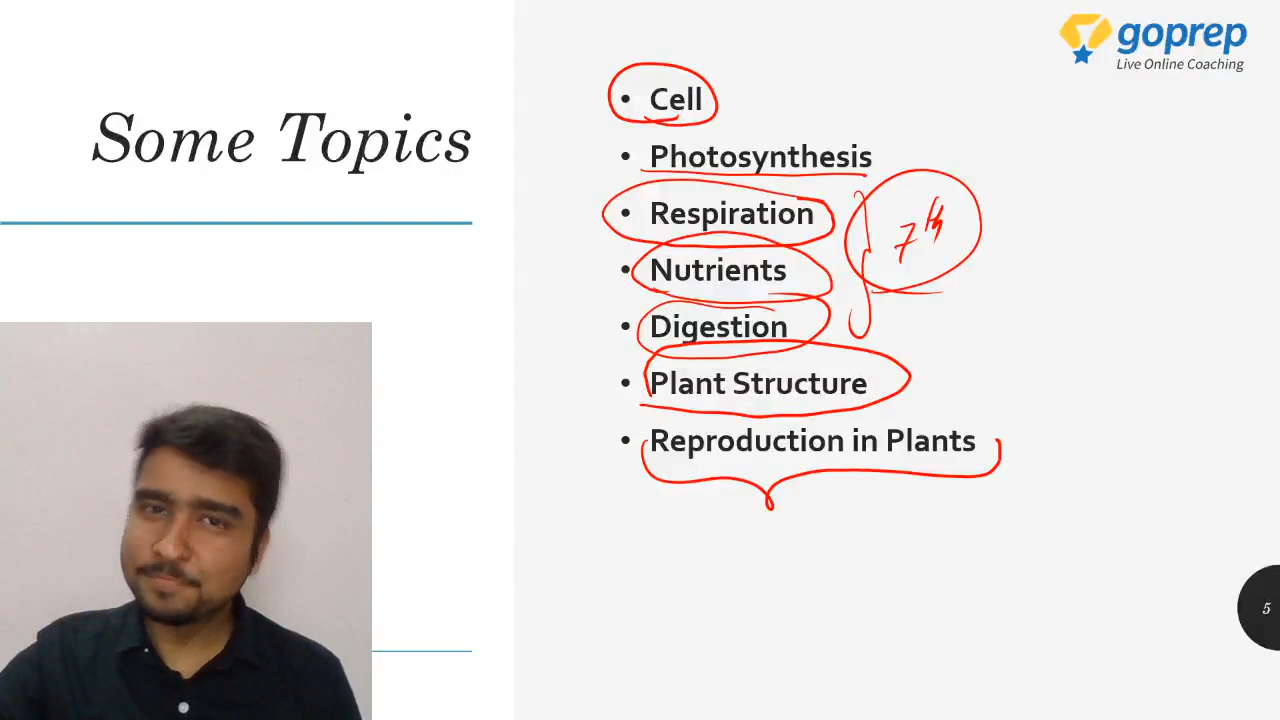 Some Topics
goprep
Live Online Coaching
• Cell
• Photosynthesis
• Respiration
• Nutrients
• Digestion
• Plant Structure
• Reproduction in Plants
7th
5